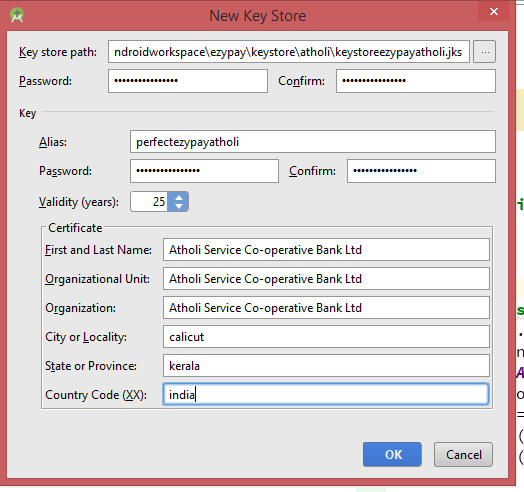 New Key Store
Key store path: ndroidworkspace\ezypay\keystore\atholi\keystoreezypayatholi.jks ...
Password: •••••••••••••••• Confirm: ••••••••••••••••
Key
Alias: perfectezypayatholi
Password: •••••••••••••••• Confirm: ••••••••••••••••
Validity (years): 25
Certificate
First and Last Name: Atholi Service Co-operative Bank Ltd
Organizational Unit: Atholi Service Co-operative Bank Ltd
Organization: Atholi Service Co-operative Bank Ltd
City or Locality: calicut
State or Province: kerala
Country Code (XX): india
OK Cancel